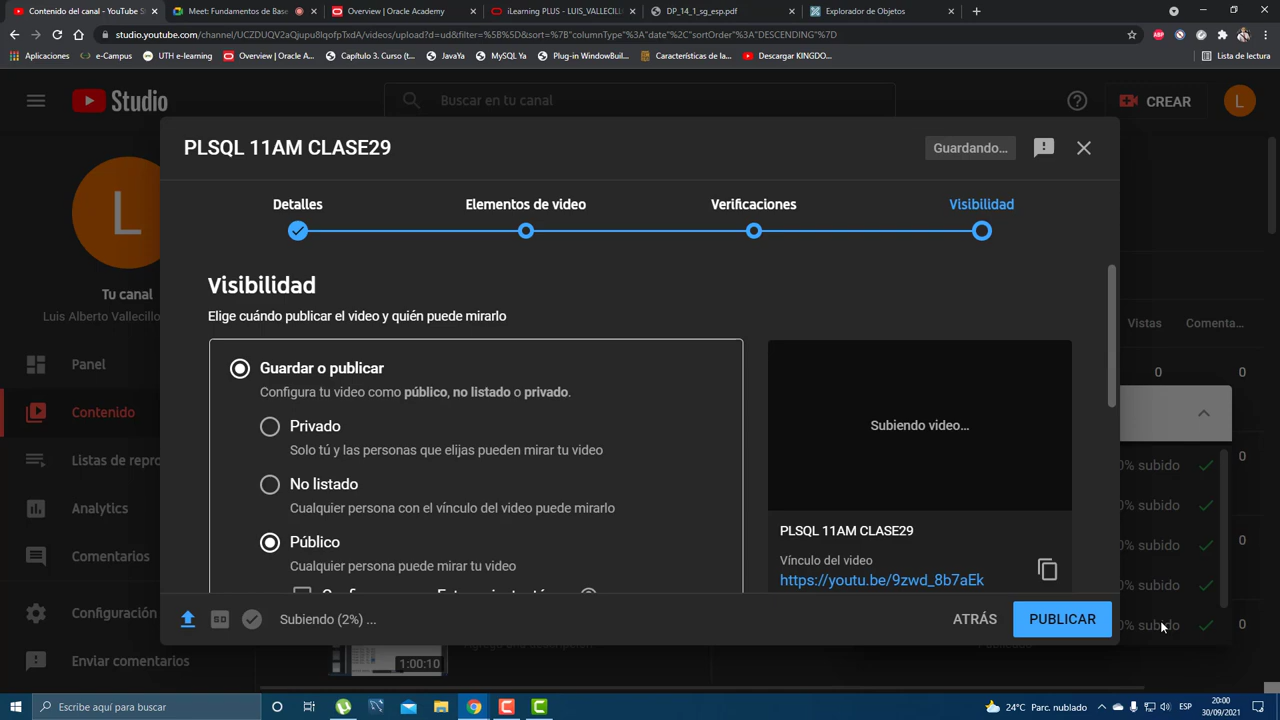 Contenido del canal - YouTube S
Meet: Fundamentos de Base
Overview | Oracle Academy
iLearning PLUS - LUIS_VALLECILL
DP_14_1_sg_esp.pdf
Explorador de Objetos
studio.youtube.com/channel/UCZDUQV2aQjupu8lqofpTxdA/videos/upload?d=ud&filter=%5B%5D&sort=%7B"columnType"%3A"date"%2C"sortOrder"%3A"DESCENDING"%7D
Aplicaciones
e-Campus
UTH e-learning
Overview | Oracle A...
Capítulo 3. Cursol...
JavaYa
MySQL Ya
Plug-in WindowBuil...
Características de la...
Descargar KINGDO...
Lista de lectura
Studio
Buscar en tu canal
CREAR
L
PLSQL 11AM CLASE29
Guardando...
Detalles
Elementos de video
Verificaciones
Visibilidad
L
Tu canal
Luis Alberto Vallecillo
Panel
Contenido
Listas de repro
Analytics
Comentarios
Configuración
Enviar comentarios
Visibilidad
Elige cuándo publicar el video y quién puede mirarlo
Guardar o publicar
Configura tu video como público, no listado o privado.
Privado
Solo tú y las personas que elijas pueden mirar tu video
No listado
Cualquier persona con el vínculo del video puede mirarlo
Público
Cualquier persona puede mirar tu video
Subiendo video...
PLSQL 11AM CLASE29
Vínculo del video
https://youtu.be/9zwd_8b7aEk
Vistas
Comenta...
0
0
0% subido
0
0% subido
0% subido
0
0% subido
0% subido
0
SD
Subiendo (2%) ...
ATRÁS
PUBLICAR
1:00:10
Escribe aquí para buscar
24°C Parc. nublado
ESP
20:00
30/09/2021